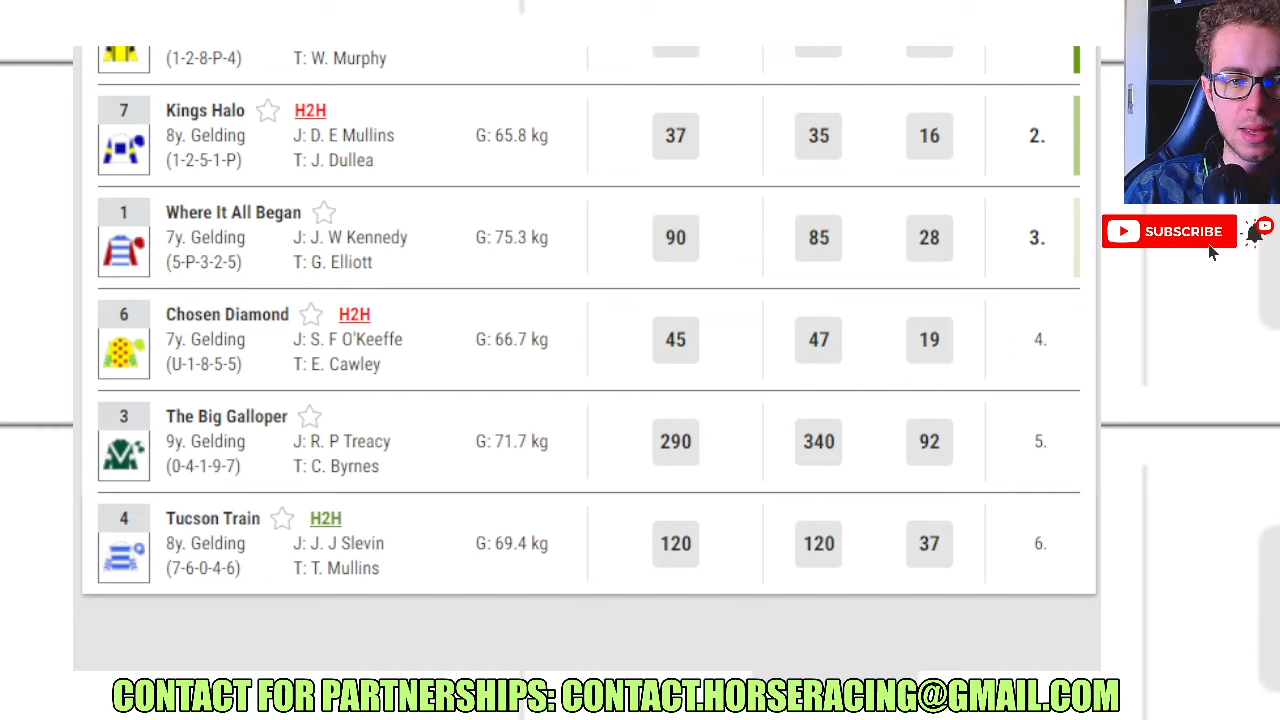 (1-2-8-P-4) T: W. Murphy
7 Kings Halo H2H
8y. Gelding J: D. E Mullins G: 65.8 kg 37 35 16 2.
(1-2-5-1-P) T: J. Dullea
1 Where It All Began
7y. Gelding J: J. W Kennedy G: 75.3 kg 90 85 28 3.
(5-P-3-2-5) T: G. Elliott
SUBSCRIBE
6 Chosen Diamond H2H
7y. Gelding J: S. F O'Keeffe G: 66.7 kg 45 47 19 4.
(U-1-8-5-5) T: E. Cawley
3 The Big Galloper
9y. Gelding J: R. P Treacy G: 71.7 kg 290 340 92 5.
(0-4-1-9-7) T: C. Byrnes
4 Tucson Train H2H
8y. Gelding J: J. J Slevin G: 69.4 kg 120 120 37 6.
(7-6-0-4-6) T: T. Mullins
CONTACT FOR PARTNERSHIPS: CONTACT.HORSERACING@GMAIL.COM